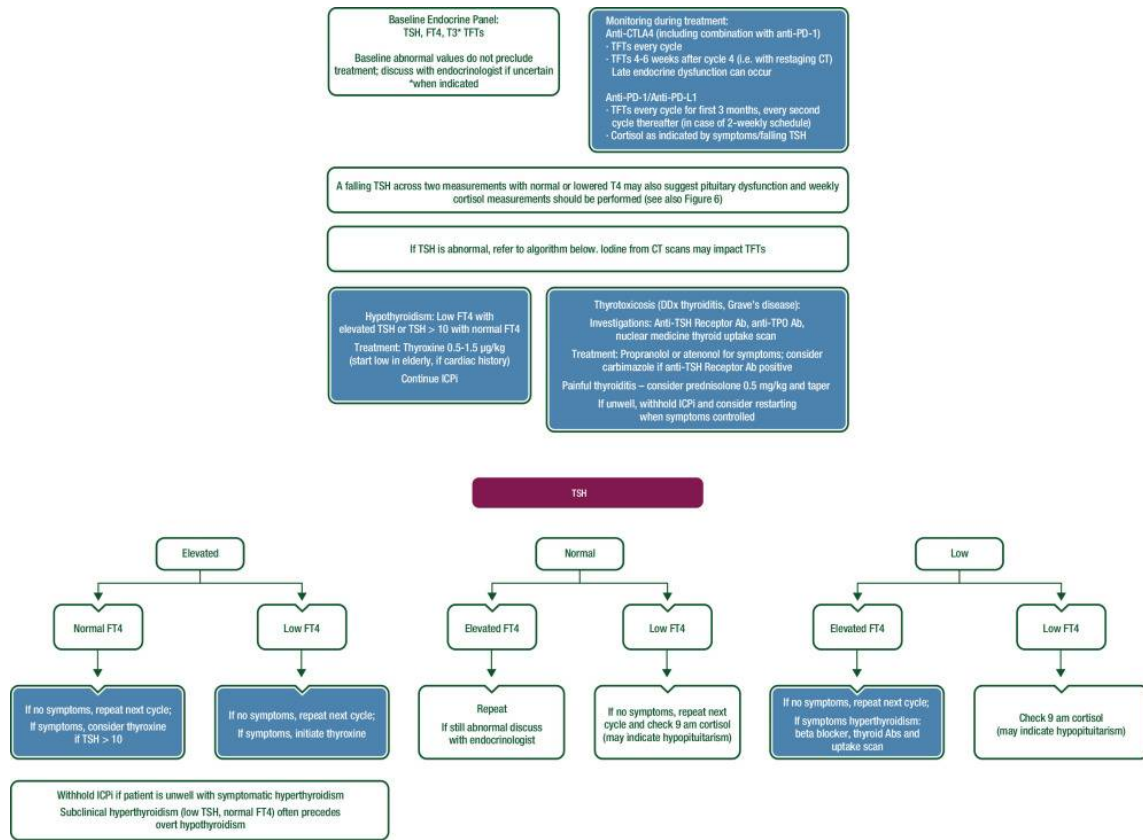 Baseline Endocrine Panel:
TSH, FT4, T3* TFTs
Baseline abnormal values do not preclude
treatment; discuss with endocrinologist if uncertain
*when indicated
Monitoring during treatment:
Anti-CTLA4 (including combination with anti-PD-1)
- TFTs every cycle
- TFTs 4-6 weeks after cycle 4 (i.e. with restaging CT)
Late endocrine dysfunction can occur
Anti-PD-1/Anti-PD-L1
- TFTs every cycle for first 3 months, every second
cycle thereafter (in case of 2-weekly schedule)
- Cortisol as indicated by symptoms/falling TSH
A falling TSH across two measurements with normal or lowered T4 may also suggest pituitary dysfunction and weekly
cortisol measurements should be performed (see also Figure 6)
If TSH is abnormal, refer to algorithm below. Iodine from CT scans may impact TFTs
Hypothyroidism: Low FT4 with
elevated TSH or TSH > 10 with normal FT4
Treatment: Thyroxine 0.5-1.5 µg/kg
(start low in elderly, if cardiac history)
Continue ICPi
Thyrotoxicosis (DDx thyroiditis, Grave's disease):
Investigations: Anti-TSH Receptor Ab, anti-TPO Ab,
nuclear medicine thyroid uptake scan
Treatment: Propranolol or atenonol for symptoms; consider
carbimazole if anti-TSH Receptor Ab positive
Painful thyroiditis – consider prednisolone 0.5 mg/kg and taper
If unwell, withhold ICPi and consider restarting
when symptoms controlled
TSH
Elevated
Normal
Low
Normal FT4
Low FT4
Elevated FT4
Low FT4
Elevated FT4
Low FT4
If no symptoms, repeat next cycle;
If symptoms, consider thyroxine
if TSH > 10
If no symptoms, repeat next cycle;
If symptoms, initiate thyroxine
Repeat
If still abnormal discuss
with endocrinologist
If no symptoms, repeat next
cycle and check 9 am cortisol
(may indicate hypopituitarism)
If no symptoms, repeat next cycle;
If symptoms hyperthyroidism:
beta blocker, thyroid Abs and
uptake scan
Check 9 am cortisol
(may indicate hypopituitarism)
Withhold ICPi if patient is unwell with symptomatic hyperthyroidism
Subclinical hyperthyroidism (low TSH, normal FT4) often precedes
overt hypothyroidism